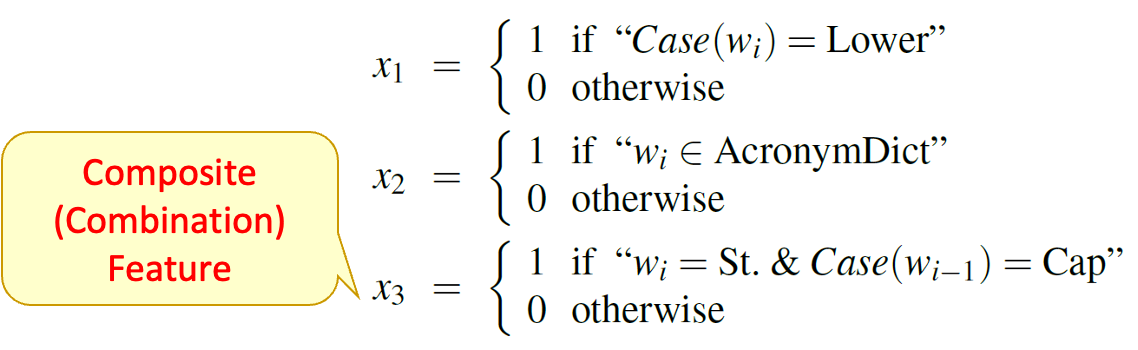 x₁ = { 1 if “Case(wᵢ) = Lower”
0 otherwise
x₂ = { 1 if “wᵢ ∈ AcronymDict”
0 otherwise
x₃ = { 1 if “wᵢ = St. & Case(wᵢ₋₁) = Cap”
0 otherwise
Composite
(Combination)
Feature